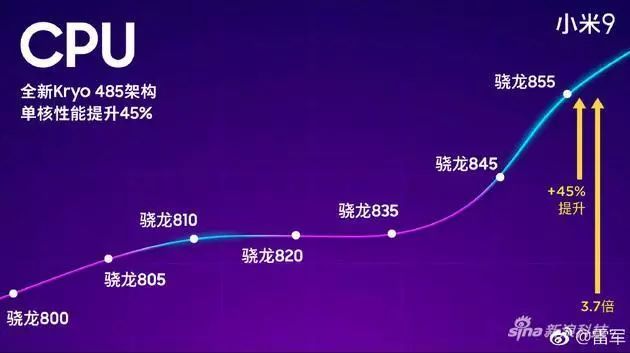 CPU
小米9
全新Kryo 485架构
单核性能提升45%
骁龙855
骁龙845
+45%
提升
骁龙835
骁龙810
骁龙820
骁龙805
骁龙800
3.7倍
sina 新浪科技
@雷军